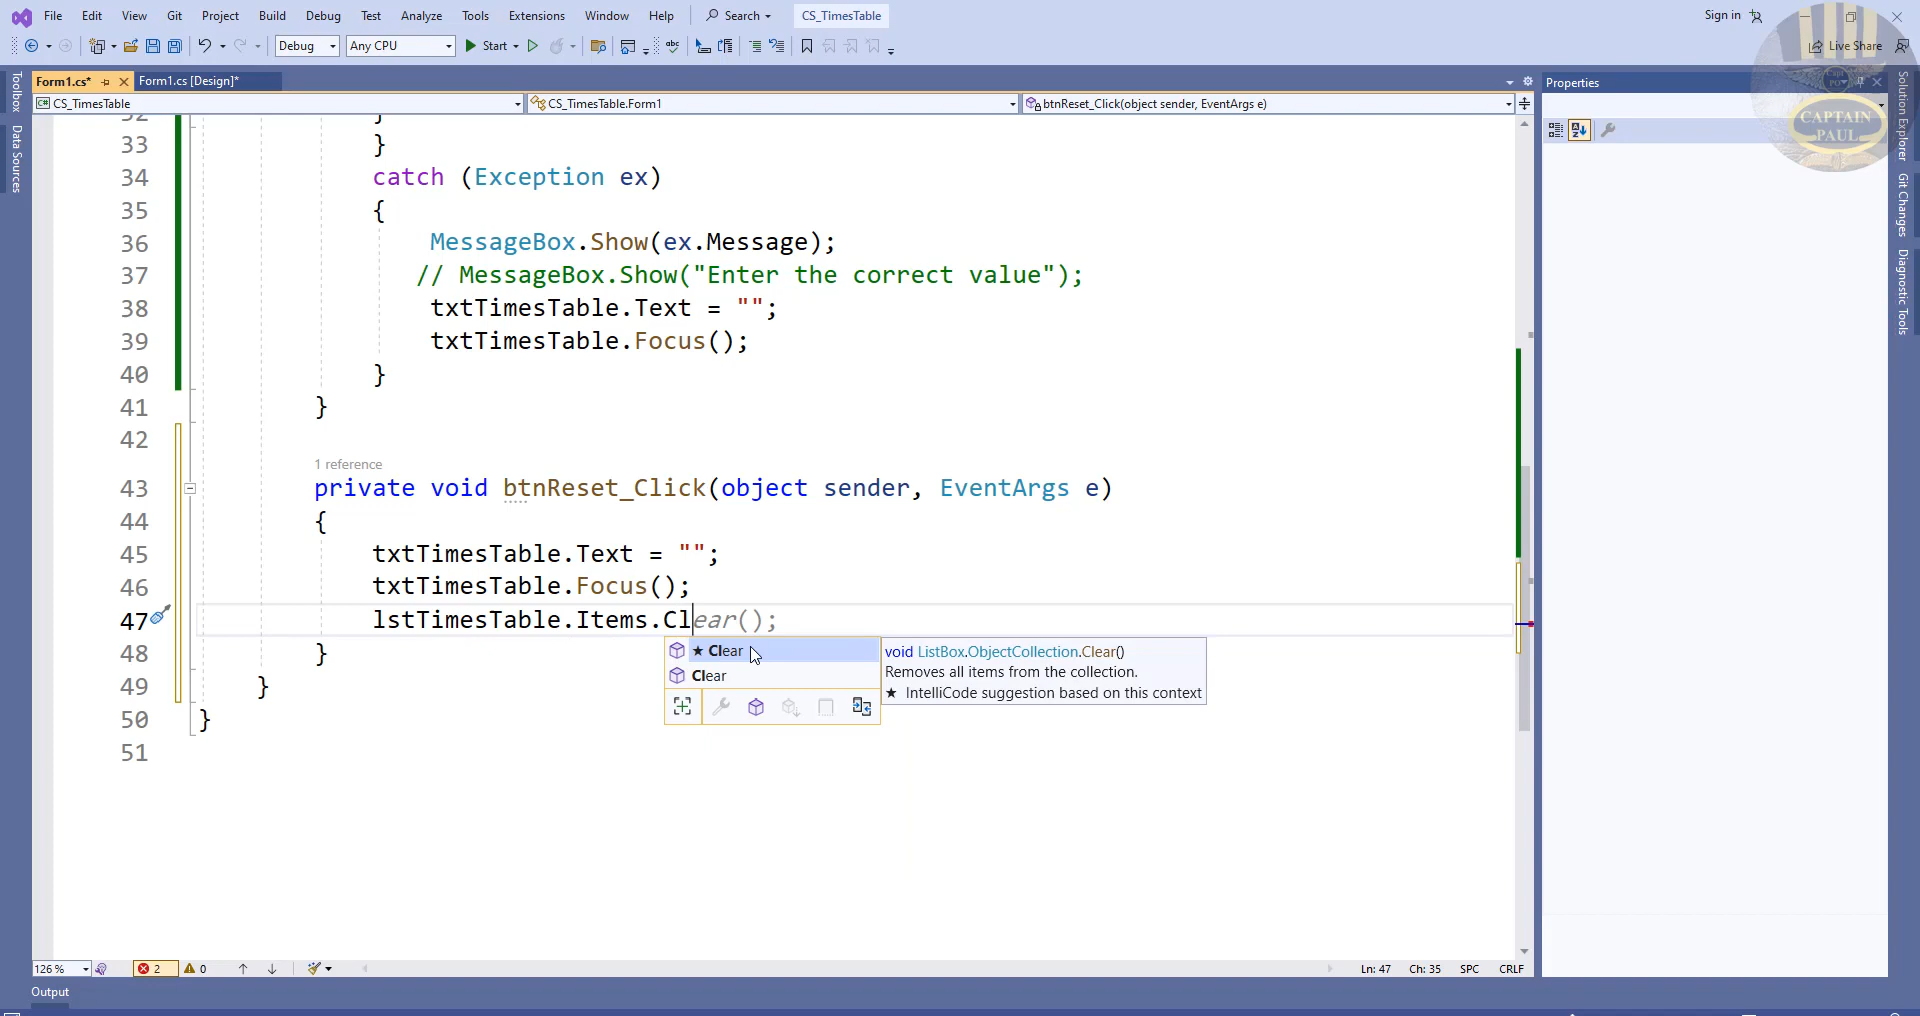 File Edit View Git Project Build Debug Test Analyze Tools Extensions Window Help Search CS_TimesTable Sign in
Debug Any CPU Start Live Share
Form1.cs* Form1.cs [Design]* Properties
CS_TimesTable CS_TimesTable.Form1 btnReset_Click(object sender, EventArgs e)
Toolbox
Data Sources
Solution Explorer
Git Changes
Diagnostic Tools
CAPTAIN
PAUL
32 }
33 }
34 catch (Exception ex)
35 {
36 MessageBox.Show(ex.Message);
37 // MessageBox.Show("Enter the correct value");
38 txtTimesTable.Text = "";
39 txtTimesTable.Focus();
40 }
41 }
42
1 reference
43 private void btnReset_Click(object sender, EventArgs e)
44 {
45 txtTimesTable.Text = "";
46 txtTimesTable.Focus();
47 lstTimesTable.Items.Clear();
48 }
49 }
50 }
51
★ Clear
Clear
void ListBox.ObjectCollection.Clear()
Removes all items from the collection.
★ IntelliCode suggestion based on this context
126 % 2 0 Ln: 47 Ch: 35 SPC CRLF
Output